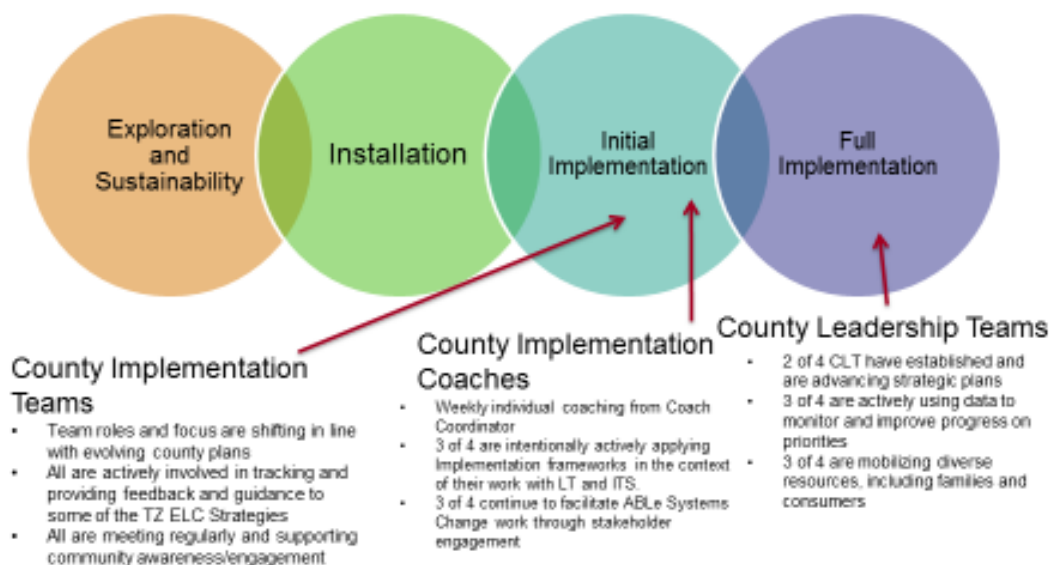 Exploration
and
Sustainability
Installation
Initial
Implementation
Full
Implementation
County Implementation
Teams
• Team roles and focus are shifting in line
with evolving county plans
• All are actively involved in tracking and
providing feedback and guidance to
some of the TZ ELC Strategies
• All are meeting regularly and supporting
community awareness/engagement
County Implementation
Coaches
• Weekly individual coaching from Coach
Coordinator
• 3 of 4 are intentionally actively applying
Implementation frameworks in the context
of their work with LT and ITS.
• 3 of 4 continue to facilitate ABLe Systems
Change work through stakeholder
engagement
County Leadership Teams
• 2 of 4 CLT have established and
are advancing strategic plans
• 3 of 4 are actively using data to
monitor and improve progress on
priorities
• 3 of 4 are mobilizing diverse
resources, including families and
consumers